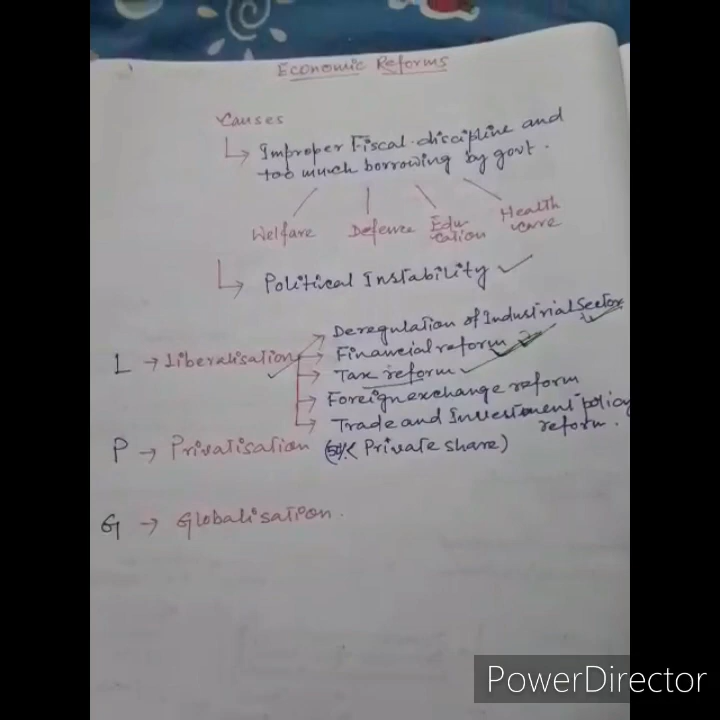 Economic Reforms
Causes
Improper Fiscal discipline and
too much borrowing by govt.
Welfare
Defence
Edu-
cation
Health
care
Political Instability
L → Liberalisation
Deregulation of Industrial Sector
Financial reform
Tax reform
Foreign exchange reform
Trade and Investment policy
reform.
P → Privatisation (51% < Private share)
G → Globalisation.
PowerDirector